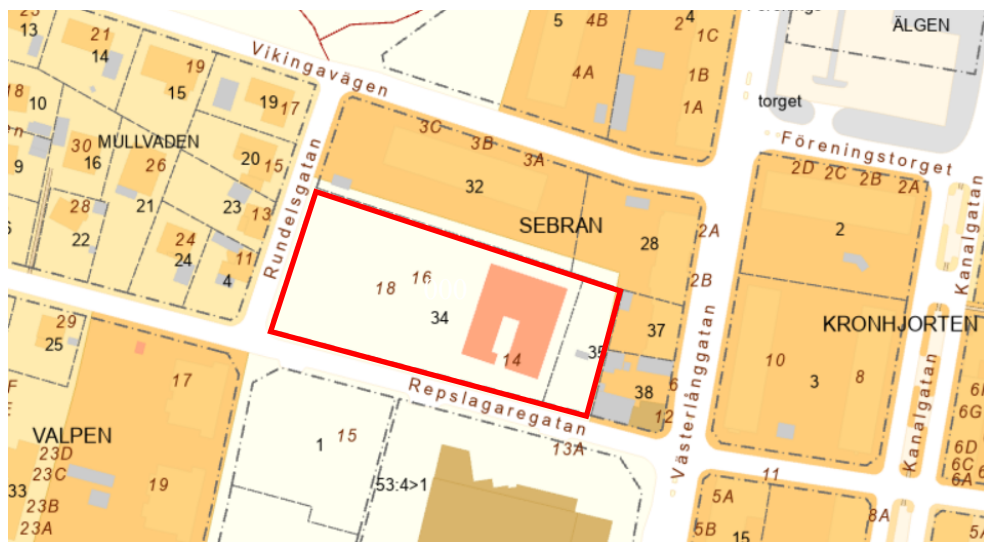 13
21
14
19
15
18
10
9
30
16
MULLVADEN
26
28
22
21
24
24
23
20
15
13
11
4
19
17
Vikingavägen
Rundelsgatan
3C
3B
3A
32
SEBRAN
28
2A
2B
37
38
6
12
35
14
18
16
34
5
4B
2
4
1C
4A
1B
1A
torget
ÄLGEN
Föreningstorget
2D
2C
2B
2A
2
KRONHJORTEN
10
3
8
Kanalgatan
Kanalgatan
Västerlånggatan
Repslagaregatan
29
25
17
VALPEN
23D
23C
33
23B
23A
19
1
15
53:4>1
13A
11
5A
5B
15
8A
6G
6D
6C
6A